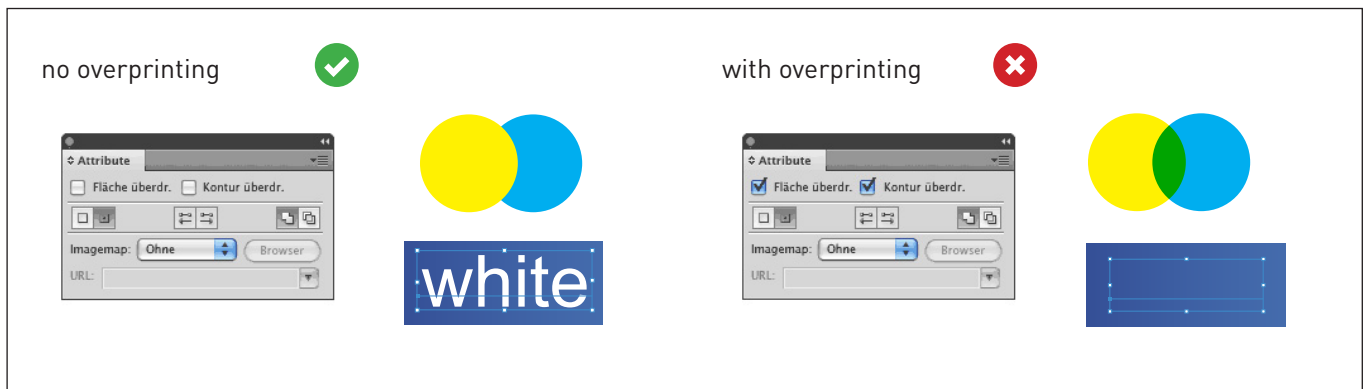 no overprinting
Attribute
Fläche überdr. Kontur überdr.
Imagemap: Ohne Browser
URL:
white
with overprinting
Attribute
Fläche überdr. Kontur überdr.
Imagemap: Ohne Browser
URL: